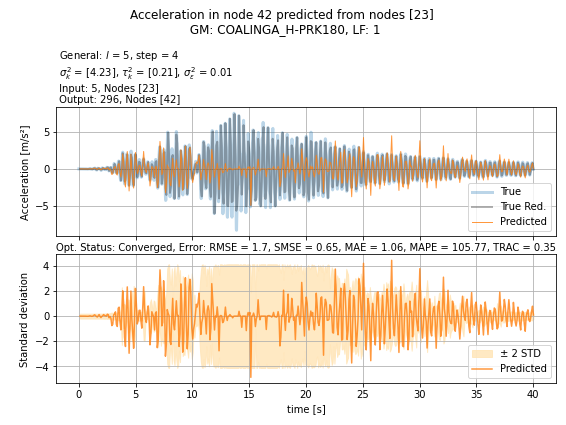 Acceleration in node 42 predicted from nodes [23]
GM: COALINGA_H-PRK180, LF: 1
General: l = 5, step = 4
σ²ₖ = [4.23], τ²ₖ = [0.21], σ²ε = 0.01
Input: 5, Nodes [23]
Output: 296, Nodes [42]
Acceleration [m/s²]
5
0
−5
True
True Red.
Predicted
Opt. Status: Converged, Error: RMSE = 1.7, SMSE = 0.65, MAE = 1.06, MAPE = 105.77, TRAC = 0.35
Standard deviation
4
2
0
−2
−4
± 2 STD
Predicted
0 5 10 15 20 25 30 35 40
time [s]